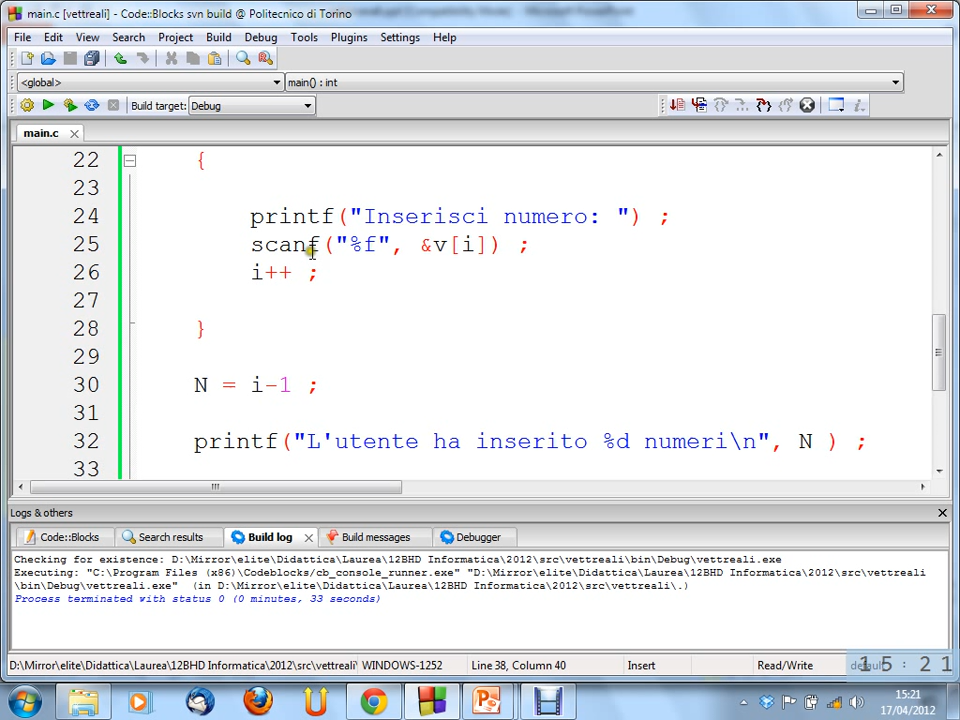 main.c [vettreali] - Code::Blocks svn build @ Politecnico di Torino
File Edit View Search Project Build Debug Tools Plugins Settings Help
<global> main() : int
Build target: Debug
main.c
22 {
23
24 printf("Inserisci numero: ") ;
25 scanf("%f", &v[i]) ;
26 i++ ;
27
28 }
29
30 N = i-1 ;
31
32 printf("L'utente ha inserito %d numeri\n", N ) ;
33
Logs & others
Code::Blocks Search results Build log Build messages Debugger
Checking for existence: D:\Mirror\elite\Didattica\Laurea\12BHD Informatica\2012\src\vettreali\bin\Debug\vettreali.exe
Executing: "C:\Program Files (x86)\Codeblocks/cb_console_runner.exe" "D:\Mirror\elite\Didattica\Laurea\12BHD Informatica\2012\src\vettreali
\bin\Debug\vettreali.exe" (in D:\Mirror\elite\Didattica\Laurea\12BHD Informatica\2012\src\vettreali\.)
Process terminated with status 0 (0 minutes, 33 seconds)
D:\Mirror\elite\Didattica\Laurea\12BHD Informatica\2012\src\vettreali\ WINDOWS-1252 Line 38, Column 40 Insert Read/Write default
15:21
15:21
17/04/2012